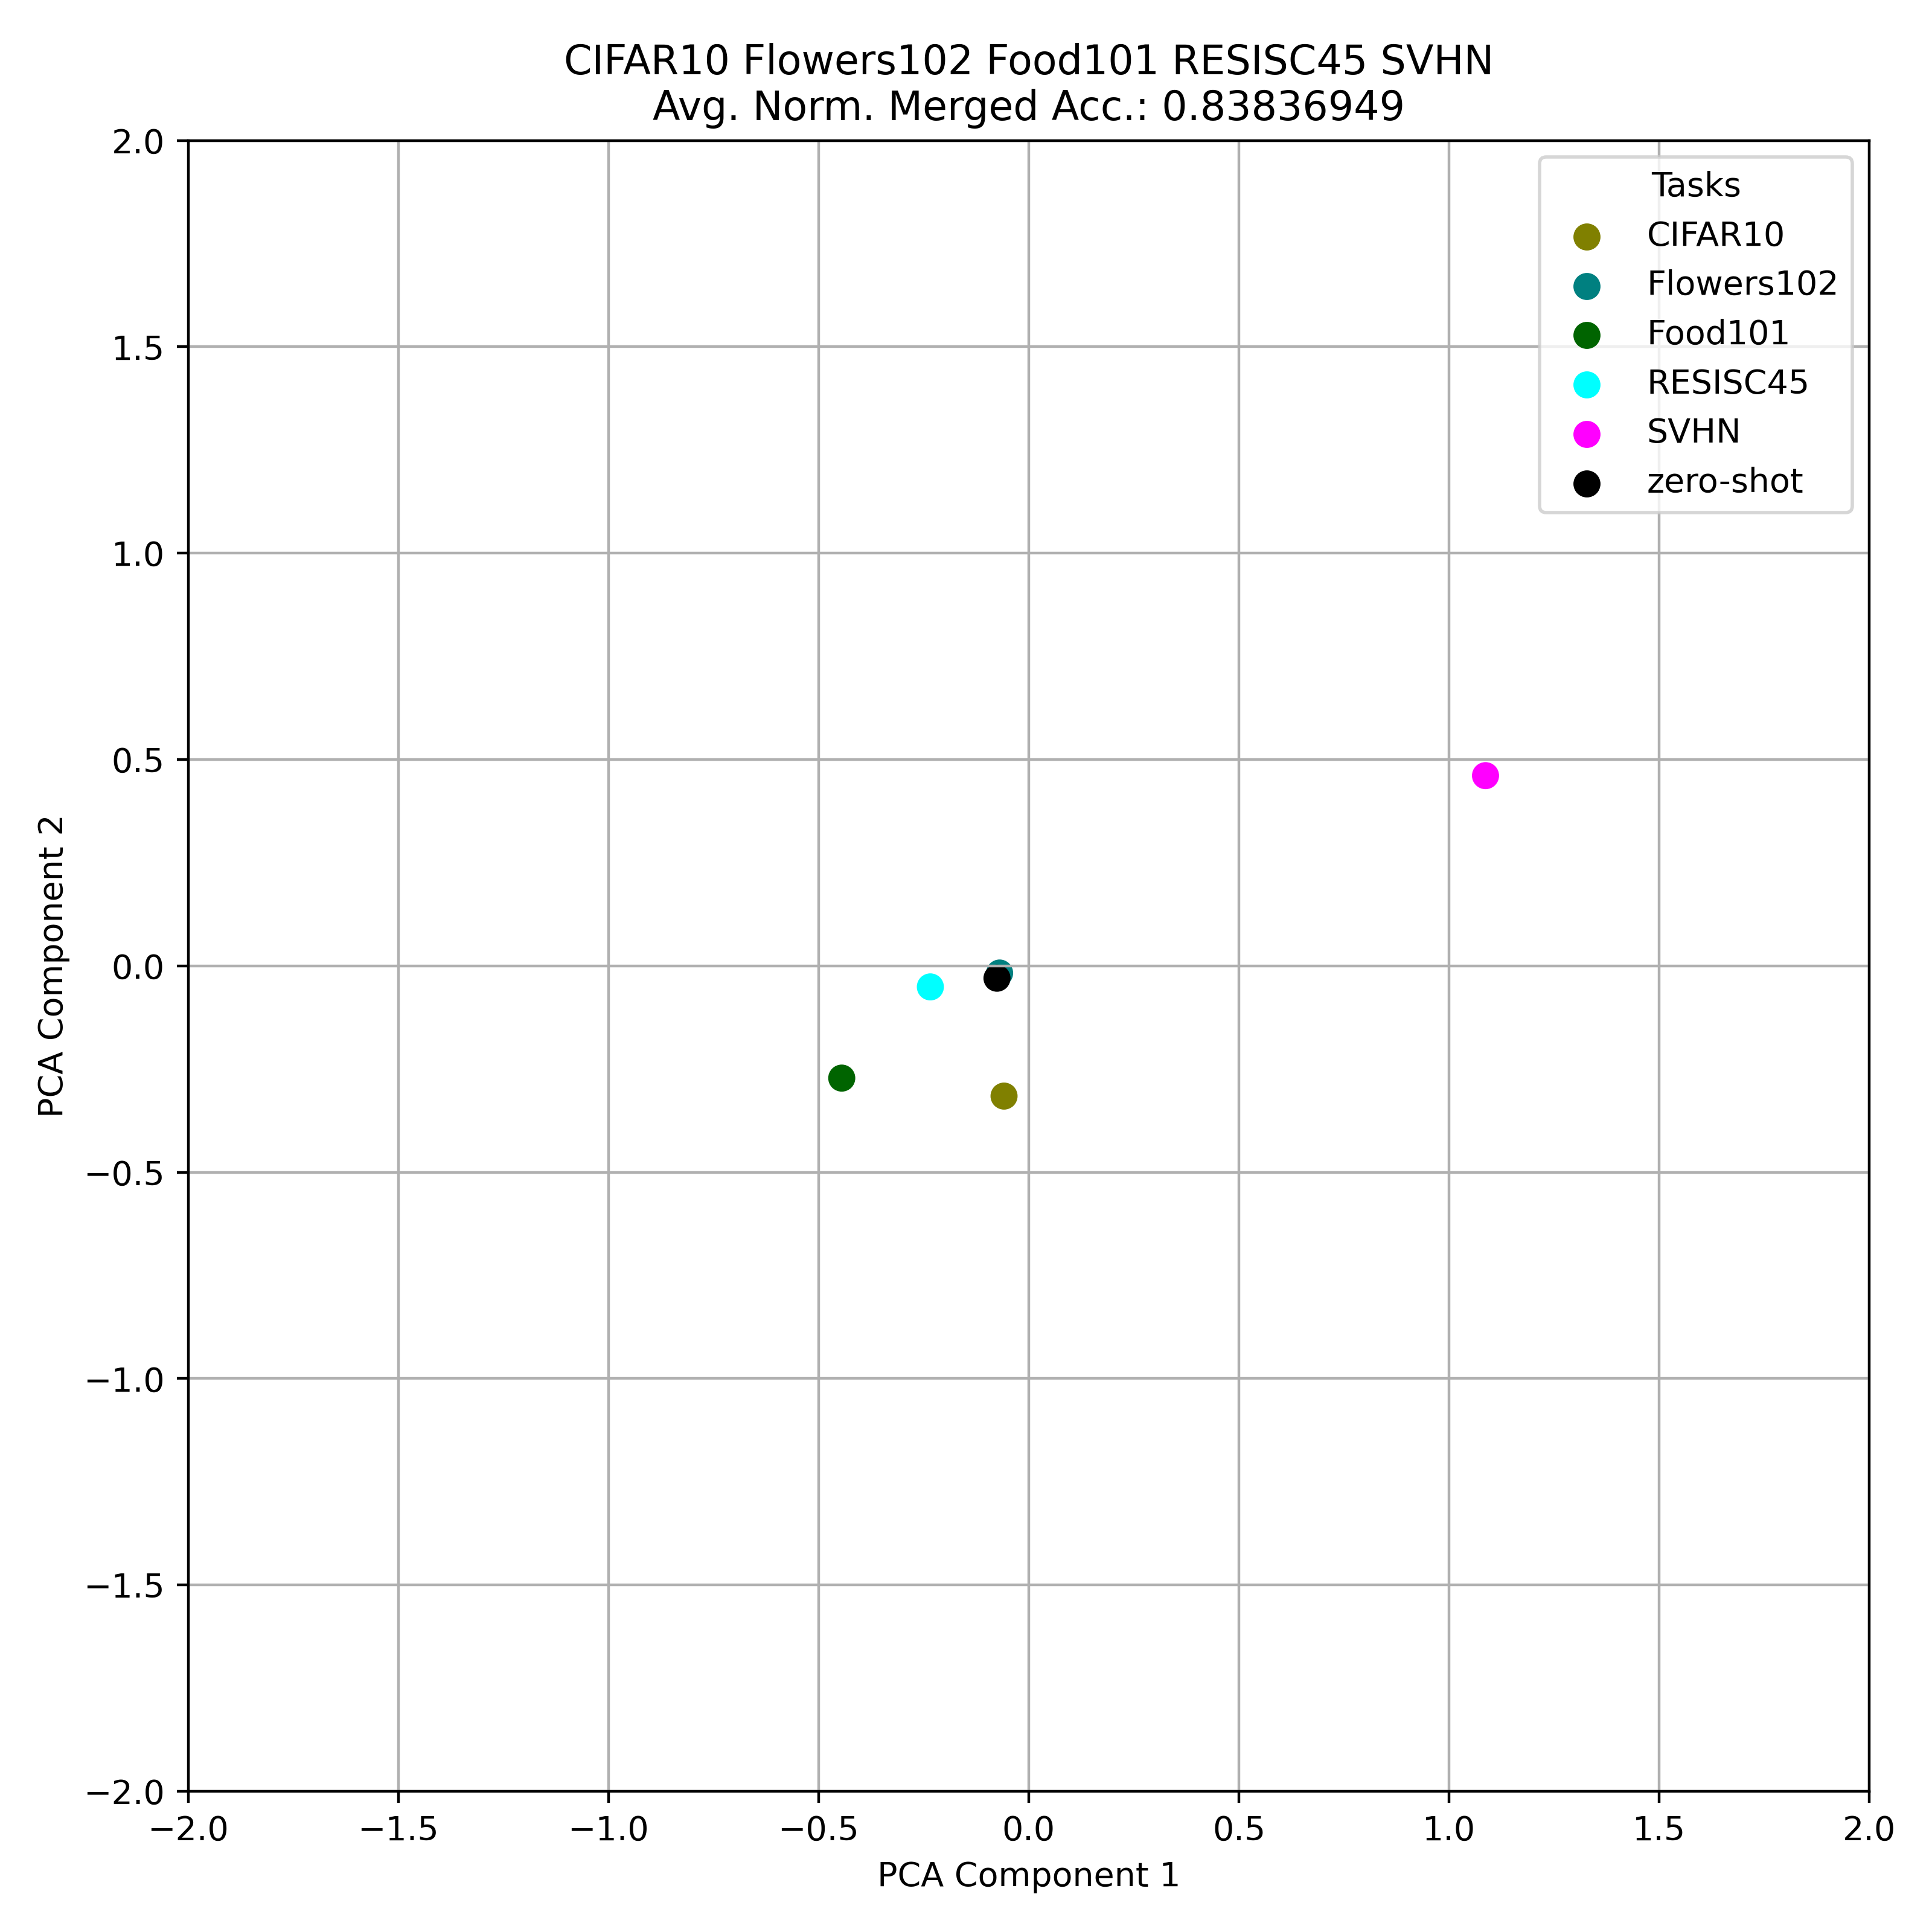 CIFAR10 Flowers102 Food101 RESISC45 SVHN
Avg. Norm. Merged Acc.: 0.83836949
Tasks
CIFAR10
Flowers102
Food101
RESISC45
SVHN
zero-shot
2.0
1.5
1.0
0.5
0.0
−0.5
−1.0
−1.5
−2.0
PCA Component 2
−2.0 −1.5 −1.0 −0.5 0.0 0.5 1.0 1.5 2.0
PCA Component 1